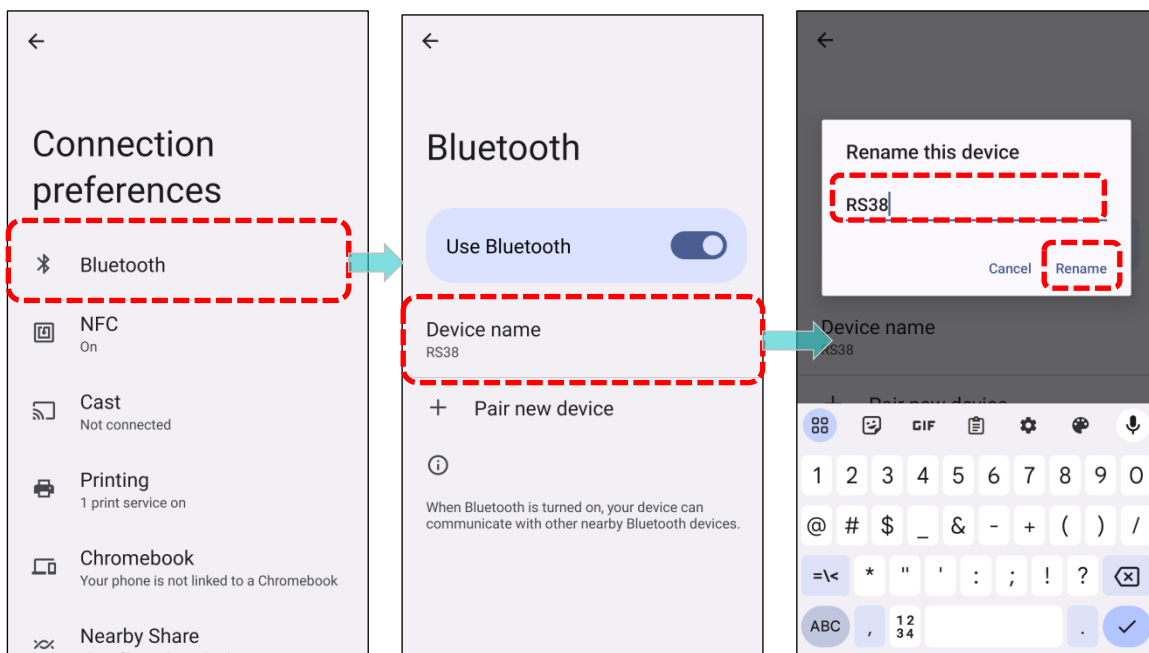 Connection
preferences
Bluetooth
NFC
On
Cast
Not connected
Printing
1 print service on
Chromebook
Your phone is not linked to a Chromebook
Nearby Share
Bluetooth
Use Bluetooth
Device name
RS38
+ Pair new device
When Bluetooth is turned on, your device can
communicate with other nearby Bluetooth devices.
Rename this device
RS38
Cancel Rename
Device name
RS38
+ Pair new device
GIF
1 2 3 4 5 6 7 8 9 0
@ # $ _ & - + ( ) /
=\< * " ' : ; ! ?
ABC , 12 .
34